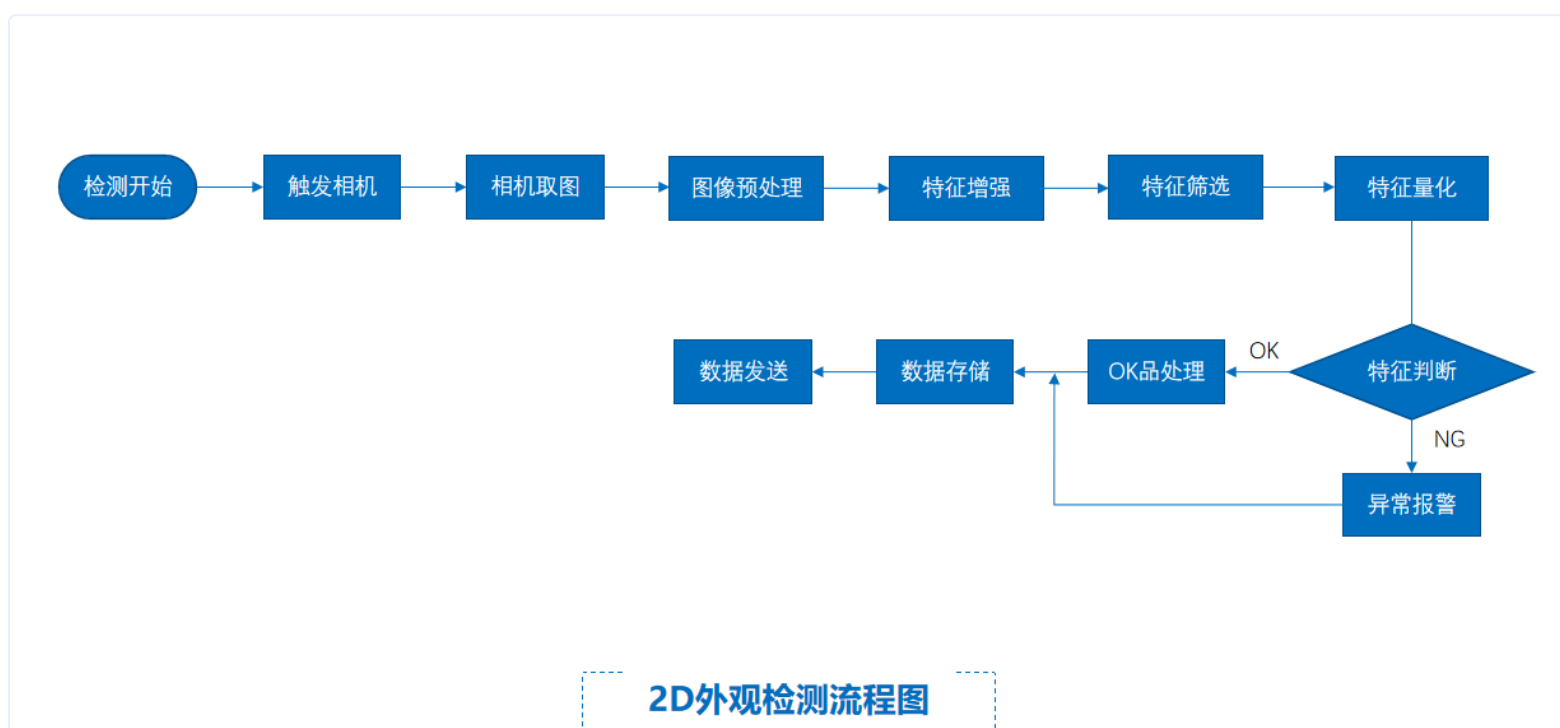 检测开始
触发相机
相机取图
图像预处理
特征增强
特征筛选
特征量化
数据发送
数据存储
OK品处理
OK
特征判断
NG
异常报警
2D外观检测流程图